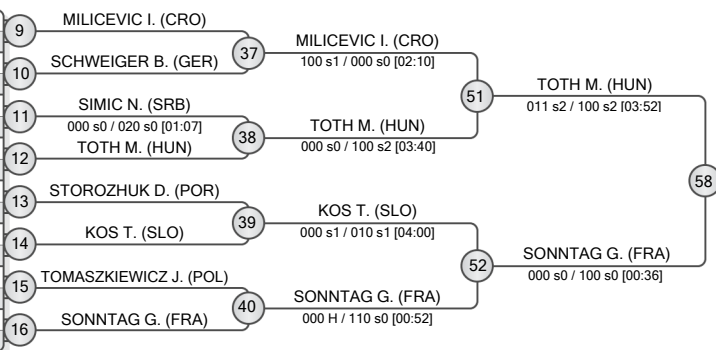 9
MILICEVIC I. (CRO)
10
SCHWEIGER B. (GER)
37
MILICEVIC I. (CRO)
100 s1 / 000 s0 [02:10]
11
SIMIC N. (SRB)
000 s0 / 020 s0 [01:07]
12
TOTH M. (HUN)
38
TOTH M. (HUN)
000 s0 / 100 s2 [03:40]
51
TOTH M. (HUN)
011 s2 / 100 s2 [03:52]
13
STOROZHUK D. (POR)
14
KOS T. (SLO)
39
KOS T. (SLO)
000 s1 / 010 s1 [04:00]
15
TOMASZKIEWICZ J. (POL)
16
SONNTAG G. (FRA)
40
SONNTAG G. (FRA)
000 H / 110 s0 [00:52]
52
SONNTAG G. (FRA)
000 s0 / 100 s0 [00:36]
58